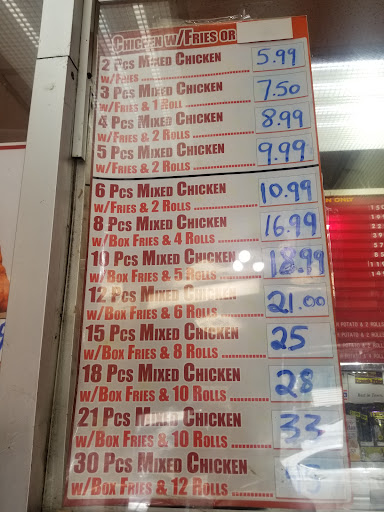 CHICKEN W/FRIES OR
2 PCS MIXED CHICKEN
W/FRIES 5.99
3 PCS MIXED CHICKEN
W/FRIES & 1 ROLL 7.50
4 PCS MIXED CHICKEN
W/FRIES & 2 ROLLS 8.99
5 PCS MIXED CHICKEN
W/FRIES & 2 ROLLS 9.99
6 PCS MIXED CHICKEN
W/FRIES & 2 ROLLS 10.99
8 PCS MIXED CHICKEN
W/BOX FRIES & 4 ROLLS 16.99
10 PCS MIXED CHICKEN
W/BOX FRIES & 5 ROLLS 18.99
12 PCS MIXED CHICKEN
W/BOX FRIES & 6 ROLLS 21.00
15 PCS MIXED CHICKEN
W/BOX FRIES & 8 ROLLS 25
18 PCS MIXED CHICKEN
W/BOX FRIES & 10 ROLLS 28
21 PCS MIXED CHICKEN
W/BOX FRIES & 10 ROLLS 33
30 PCS MIXED CHICKEN
W/BOX FRIES & 12 ROLLS